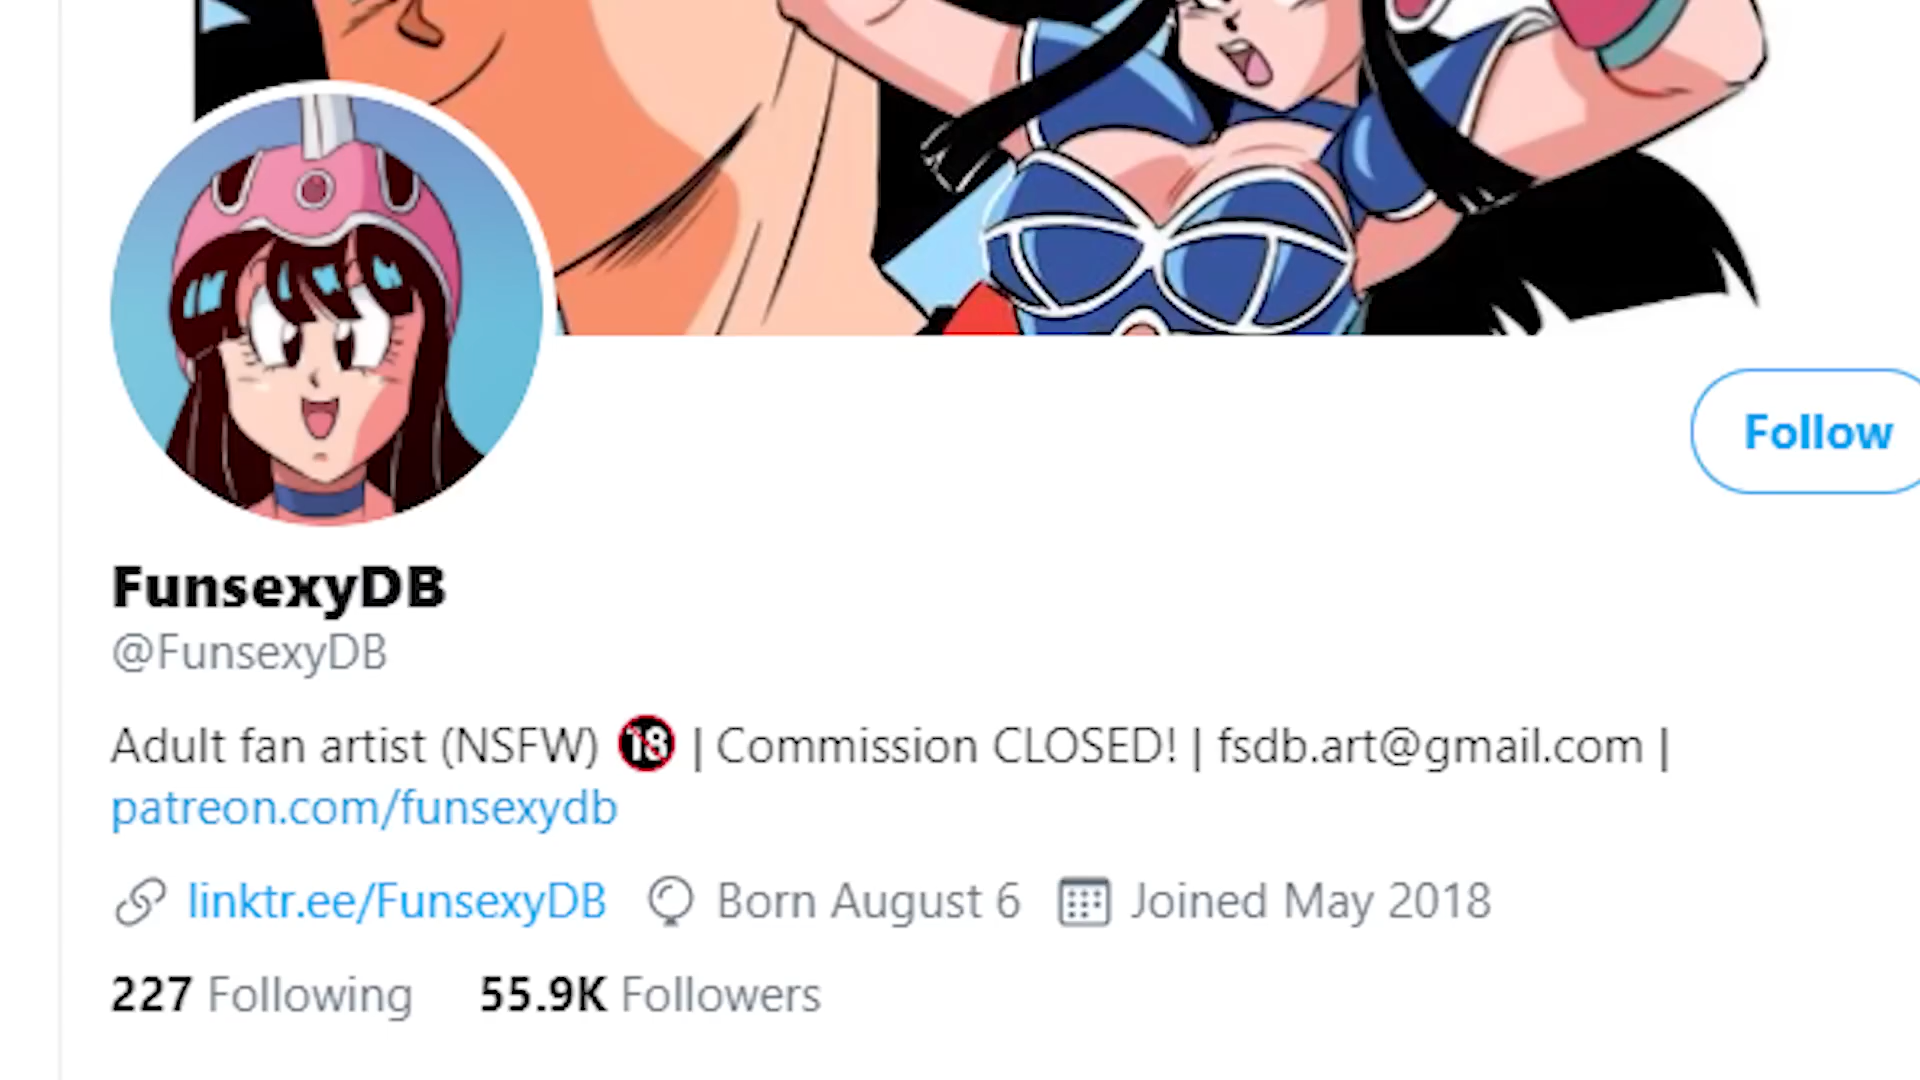 Follow
FunsexyDB
@FunsexyDB
Adult fan artist (NSFW) 🔞 | Commission CLOSED! | fsdb.art@gmail.com |
patreon.com/funsexydb
linktr.ee/FunsexyDB Born August 6 Joined May 2018
227 Following 55.9K Followers